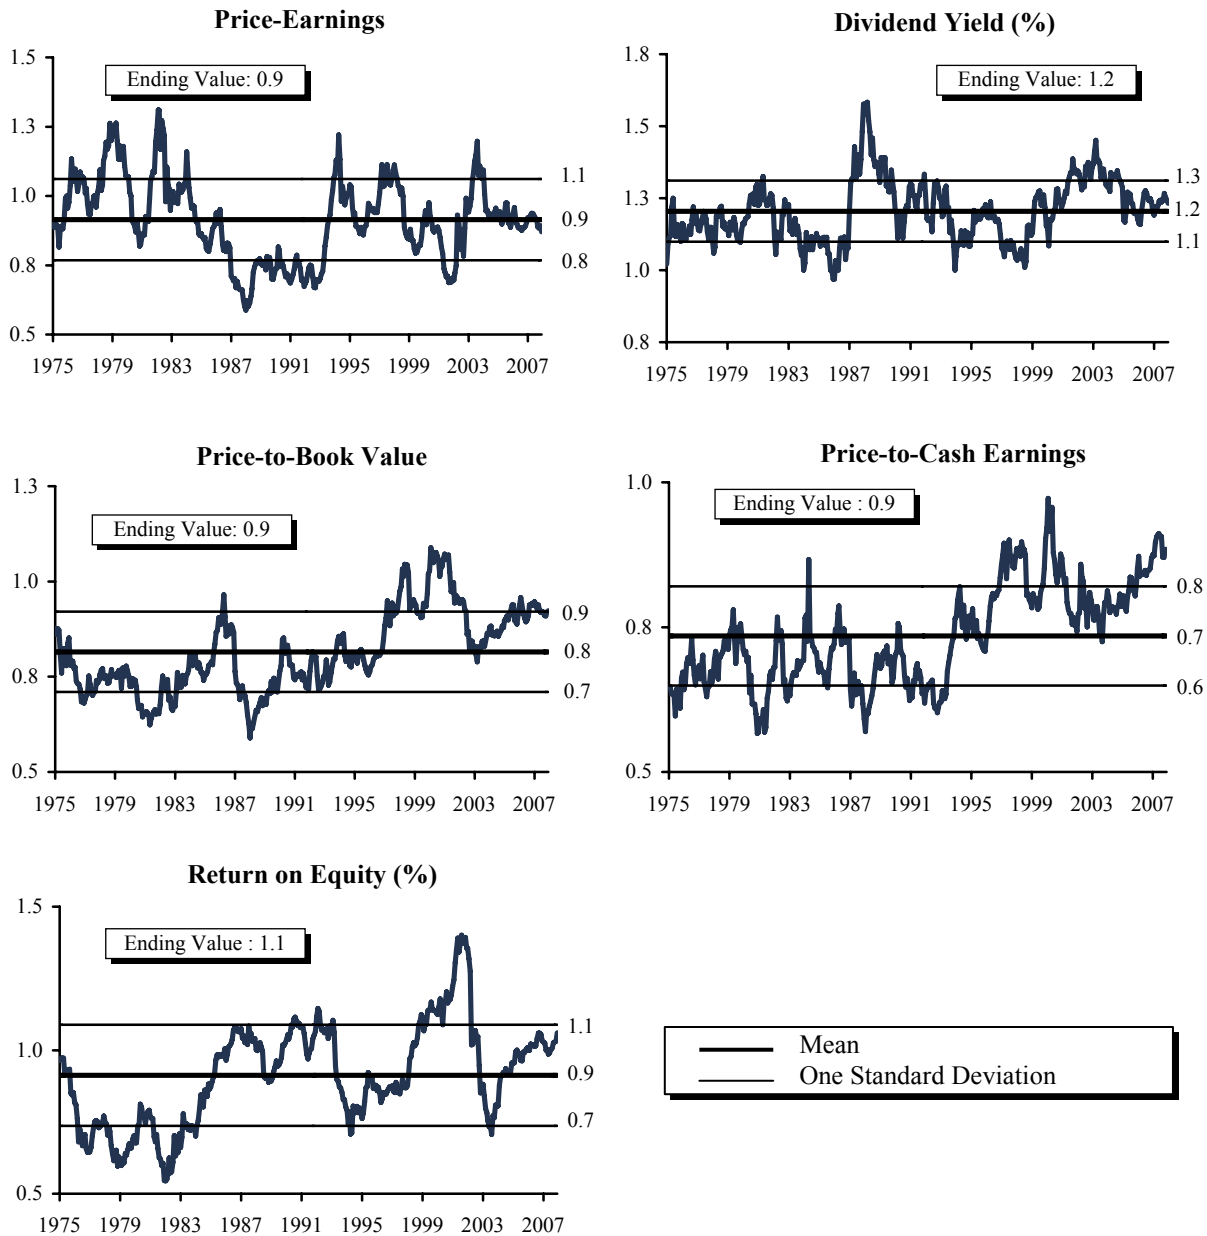 Price-Earnings
Ending Value: 0.9
1.5
1.3
1.0
0.8
0.5
1.1
0.9
0.8
1975 1979 1983 1987 1991 1995 1999 2003 2007
Dividend Yield (%)
Ending Value: 1.2
1.8
1.5
1.3
1.0
0.8
1.3
1.2
1.1
1975 1979 1983 1987 1991 1995 1999 2003 2007
Price-to-Book Value
Ending Value: 0.9
1.3
1.0
0.8
0.5
0.9
0.8
0.7
1975 1979 1983 1987 1991 1995 1999 2003 2007
Price-to-Cash Earnings
Ending Value : 0.9
1.0
0.8
0.5
0.8
0.7
0.6
1975 1979 1983 1987 1991 1995 1999 2003 2007
Return on Equity (%)
Ending Value : 1.1
1.5
1.0
0.5
1.1
0.9
0.7
1975 1979 1983 1987 1991 1995 1999 2003 2007
Mean
One Standard Deviation